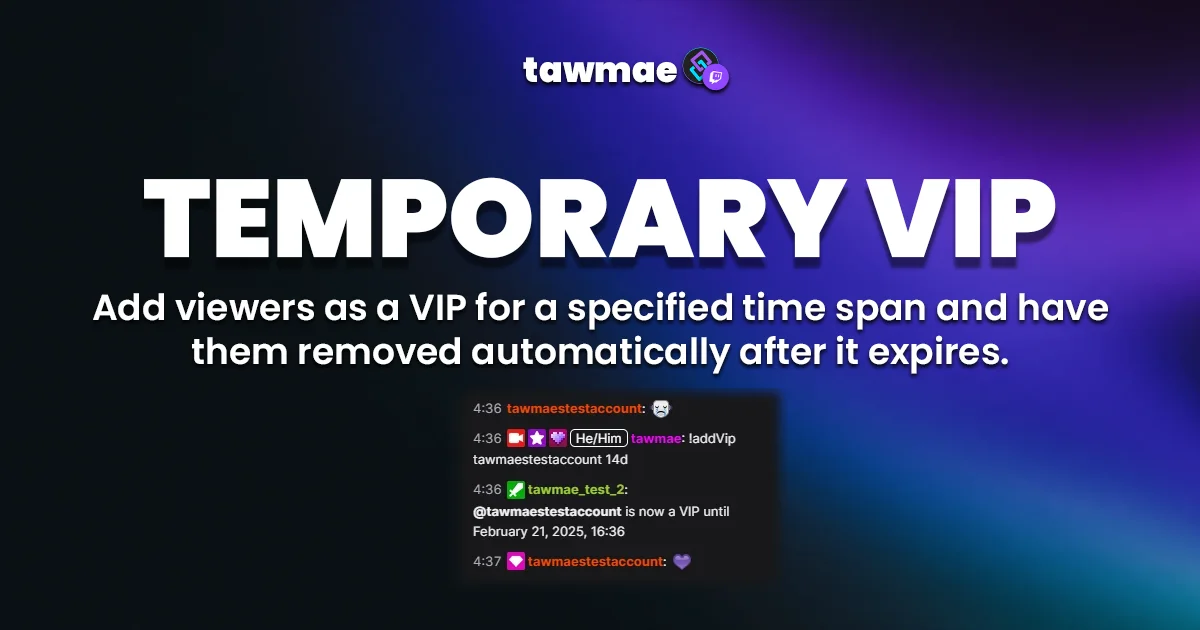 tawmae
TEMPORARY VIP
Add viewers as a VIP for a specified time span and have
them removed automatically after it expires.
4:36 tawmaestestaccount:
4:36 He/Him tawmae: !addVip
tawmaestestaccount 14d
4:36 tawmae_test_2:
@tawmaestestaccount is now a VIP until
February 21, 2025, 16:36
4:37 tawmaestestaccount: